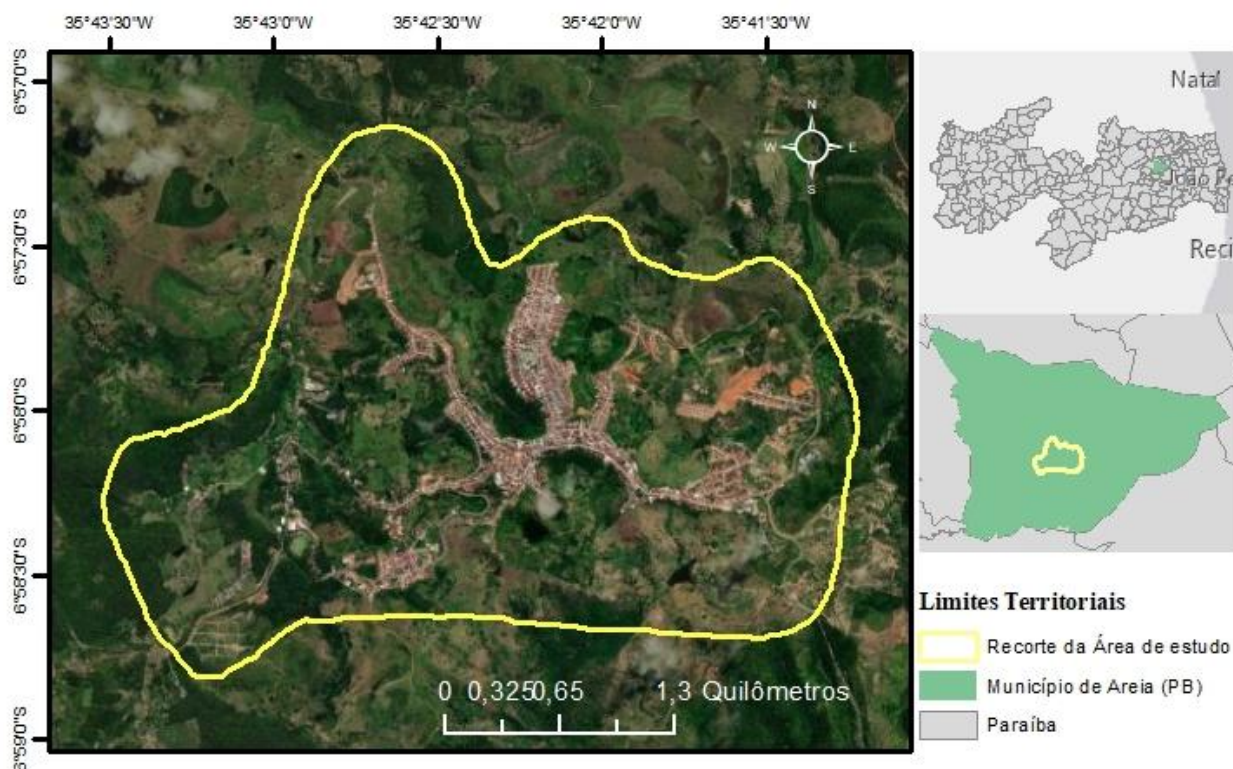 35°43'30"W 35°43'0"W 35°42'30"W 35°42'0"W 35°41'30"W
6°57'0"S
6°57'30"S
6°58'0"S
6°58'30"S
6°59'0"S
N
W E
S
0 0,325 0,65 1,3 Quilômetros
Natal
João Pe
Reci
Limites Territoriais
Recorte da Área de estudo
Município de Areia (PB)
Paraíba